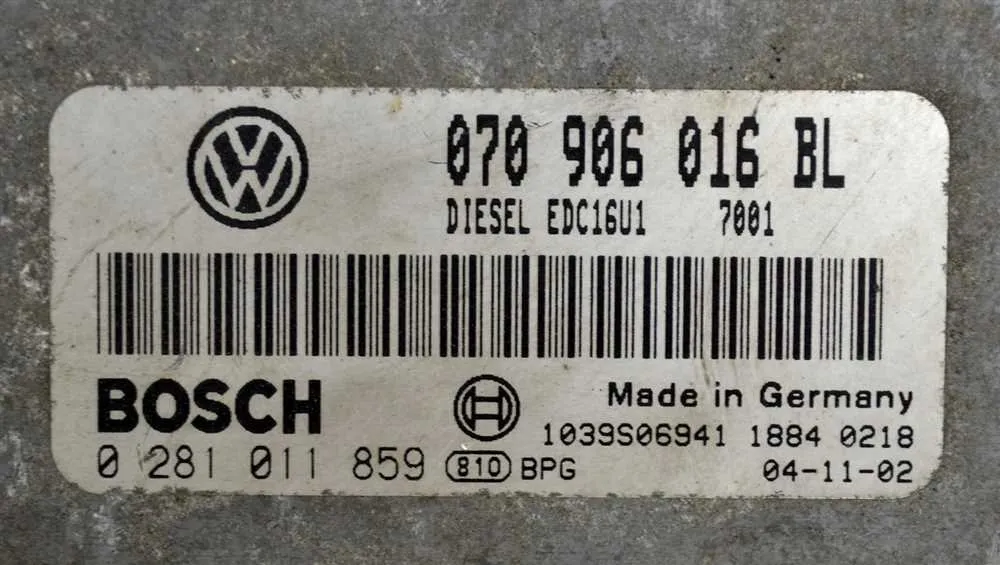 070 906 016 BL
DIESEL EDC16U1 7001
BOSCH
Made in Germany
1039S06941 1884 0218
0 281 011 859 810 BPG 04-11-02